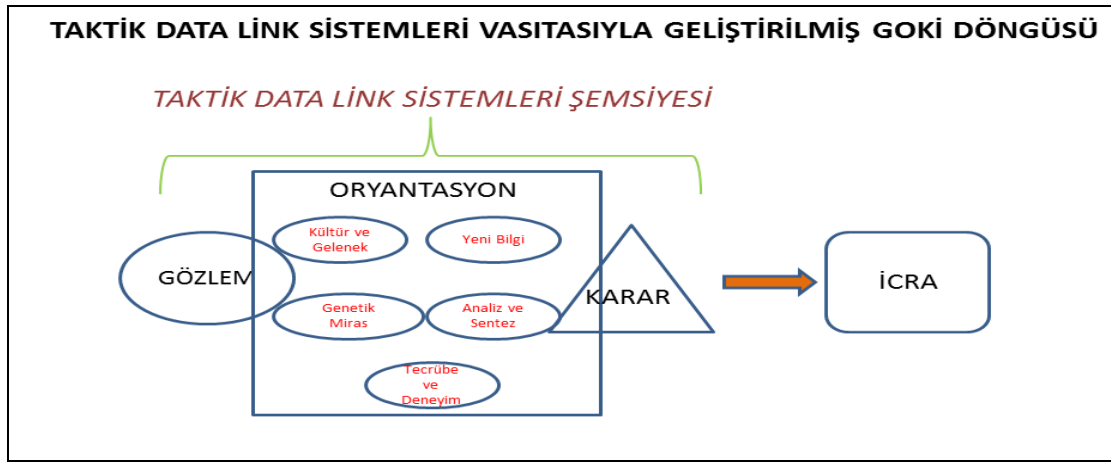 TAKTİK DATA LİNK SİSTEMLERİ VASITASIYLA GELİŞTİRİLMİŞ GOKİ DÖNGÜSÜ
TAKTİK DATA LİNK SİSTEMLERİ ŞEMSİYESİ
ORYANTASYON
Kültür ve
Gelenek
Yeni Bilgi
GÖZLEM
Genetik
Miras
Analiz ve
Sentez
Tecrübe
ve
Deneyim
KARAR
İCRA